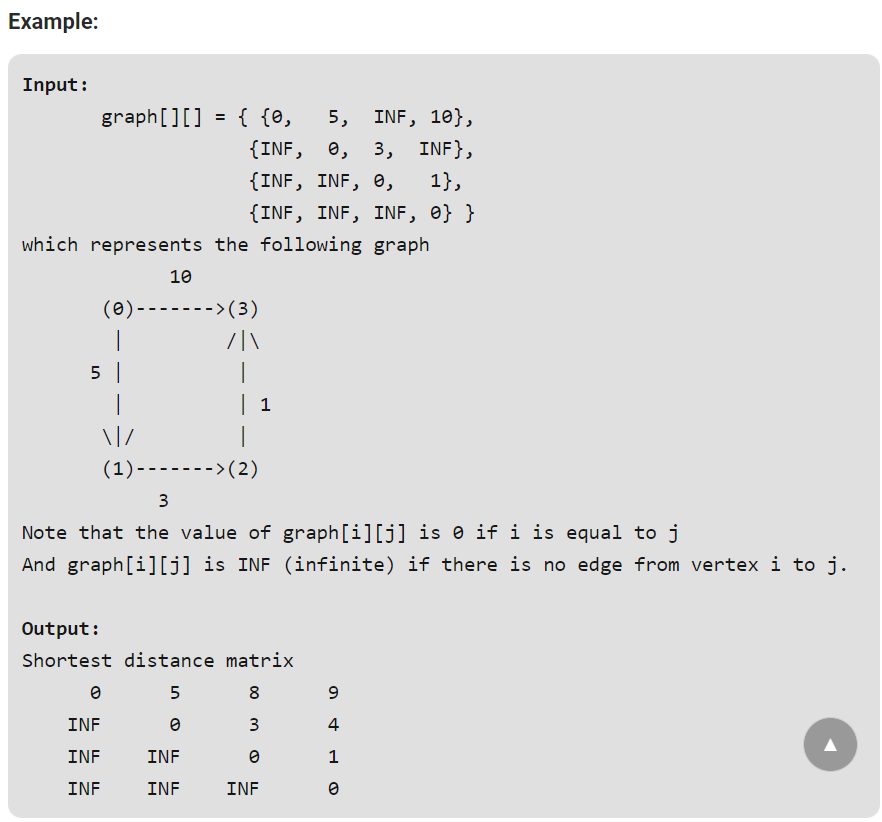 Example:
Input:
graph[][] = { {0,   5,  INF, 10},
             {INF,  0,  3,  INF},
             {INF, INF, 0,   1},
             {INF, INF, INF, 0} }
which represents the following graph
             10
       (0)------->(3)
        |         /|\
      5 |          |
        |          | 1
       \|/         |
       (1)------->(2)
            3
Note that the value of graph[i][j] is 0 if i is equal to j
And graph[i][j] is INF (infinite) if there is no edge from vertex i to j.
Output:
Shortest distance matrix
      0      5      8      9
    INF      0      3      4
    INF    INF      0      1
    INF    INF    INF      0